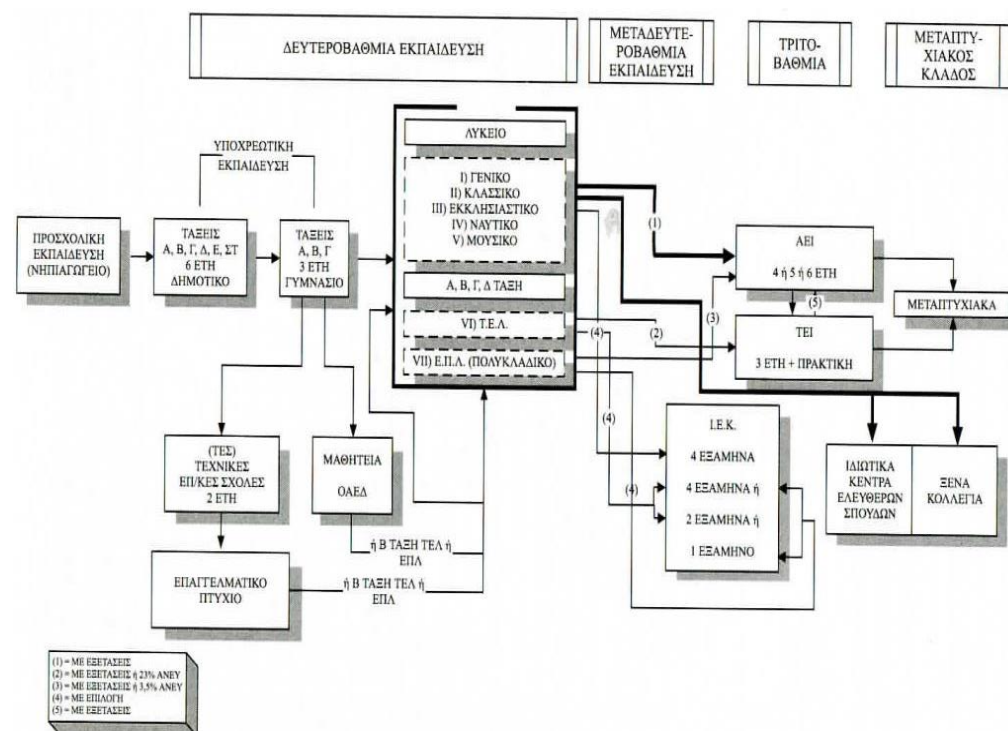 ΔΕΥΤΕΡΟΒΑΘΜΙΑ ΕΚΠΑΙΔΕΥΣΗ
ΜΕΤΑΔΕΥΤΕ-
ΡΟΒΑΘΜΙΑ
ΕΚΠΑΙΔΕΥΣΗ
ΤΡΙΤΟ-
ΒΑΘΜΙΑ
ΜΕΤΑΠΤΥ-
ΧΙΑΚΟΣ
ΚΛΑΔΟΣ
ΥΠΟΧΡΕΩΤΙΚΗ
ΕΚΠΑΙΔΕΥΣΗ
ΠΡΟΣΧΟΛΙΚΗ
ΕΚΠΑΙΔΕΥΣΗ
(ΝΗΠΙΑΓΩΓΕΙΟ)
ΤΑΞΕΙΣ
Α, Β, Γ, Δ, Ε, ΣΤ
6 ΕΤΗ
ΔΗΜΟΤΙΚΟ
ΤΑΞΕΙΣ
Α, Β, Γ
3 ΕΤΗ
ΓΥΜΝΑΣΙΟ
ΛΥΚΕΙΟ
I) ΓΕΝΙΚΟ
II) ΚΛΑΣΣΙΚΟ
III) ΕΚΚΛΗΣΙΑΣΤΙΚΟ
IV) ΝΑΥΤΙΚΟ
V) ΜΟΥΣΙΚΟ
Α, Β, Γ, Δ ΤΑΞΗ
VI) Τ.Ε.Λ.
VII) Ε.Π.Λ. (ΠΟΛΥΚΛΑΔΙΚΟ)
(1)
(2)
(3)
(4)
(4)
(4)
(5)
ΑΕΙ
4 ή 5 ή 6 ΕΤΗ
ΤΕΙ
3 ΕΤΗ + ΠΡΑΚΤΙΚΗ
ΜΕΤΑΠΤΥΧΙΑΚΑ
(ΤΕΣ)
ΤΕΧΝΙΚΕΣ
ΕΠ/ΚΕΣ ΣΧΟΛΕΣ
2 ΕΤΗ
ΜΑΘΗΤΕΙΑ
ΟΑΕΔ
Ι.Ε.Κ.
4 ΕΞΑΜΗΝΑ
4 ΕΞΑΜΗΝΑ ή
2 ΕΞΑΜΗΝΑ ή
1 ΕΞΑΜΗΝΟ
ΙΔΙΩΤΙΚΑ
ΚΕΝΤΡΑ
ΕΛΕΥΘΕΡΩΝ
ΣΠΟΥΔΩΝ
ΞΕΝΑ
ΚΟΛΛΕΓΙΑ
ή Β ΤΑΞΗ ΤΕΛ ή
ΕΠΛ
ΕΠΑΓΓΕΛΜΑΤΙΚΟ
ΠΤΥΧΙΟ
ή Β ΤΑΞΗ ΤΕΛ ή
ΕΠΛ
(1) = ΜΕ ΕΞΕΤΑΣΕΙΣ
(2) = ΜΕ ΕΞΕΤΑΣΕΙΣ ή 23% ΑΝΕΥ
(3) = ΜΕ ΕΞΕΤΑΣΕΙΣ ή 3,5% ΑΝΕΥ
(4) = ΜΕ ΕΠΙΛΟΓΗ
(5) = ΜΕ ΕΞΕΤΑΣΕΙΣ